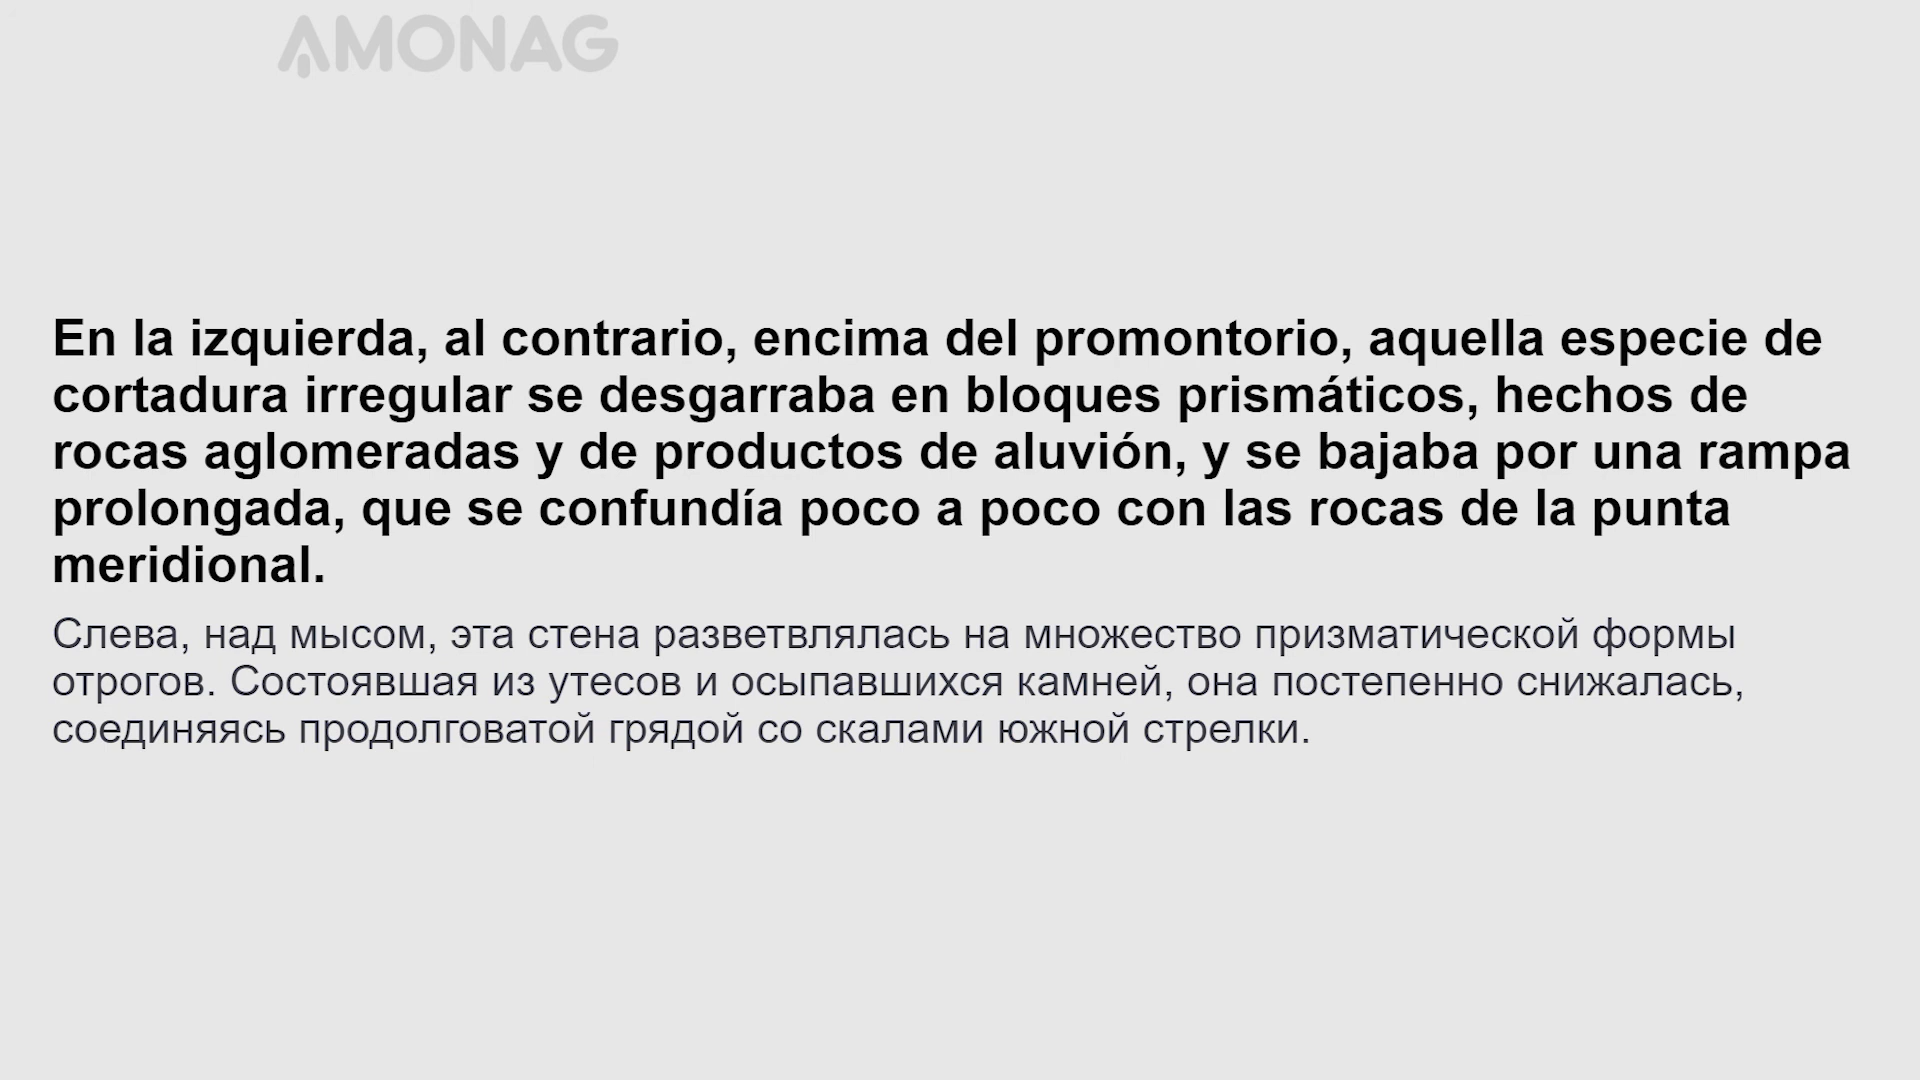 AMONAG
En la izquierda, al contrario, encima del promontorio, aquella especie de
cortadura irregular se desgarraba en bloques prismáticos, hechos de
rocas aglomeradas y de productos de aluvión, y se bajaba por una rampa
prolongada, que se confundía poco a poco con las rocas de la punta
meridional.
Слева, над мысом, эта стена разветвлялась на множество призматической формы
отрогов. Состоявшая из утесов и осыпавшихся камней, она постепенно снижалась,
соединяясь продолговатой грядой со скалами южной стрелки.